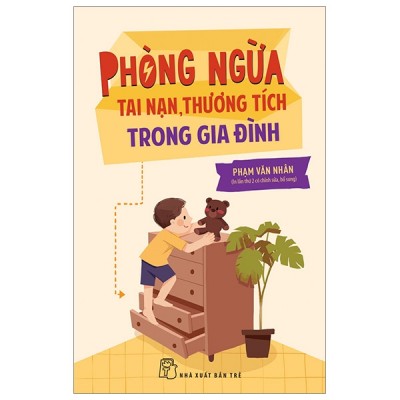 PHÒNG NGỪA
TAI NẠN, THƯƠNG TÍCH
TRONG GIA ĐÌNH
PHẠM VĂN NHÂN
(In lần thứ 2 có chỉnh sửa, bổ sung)
NHÀ XUẤT BẢN TRẺ